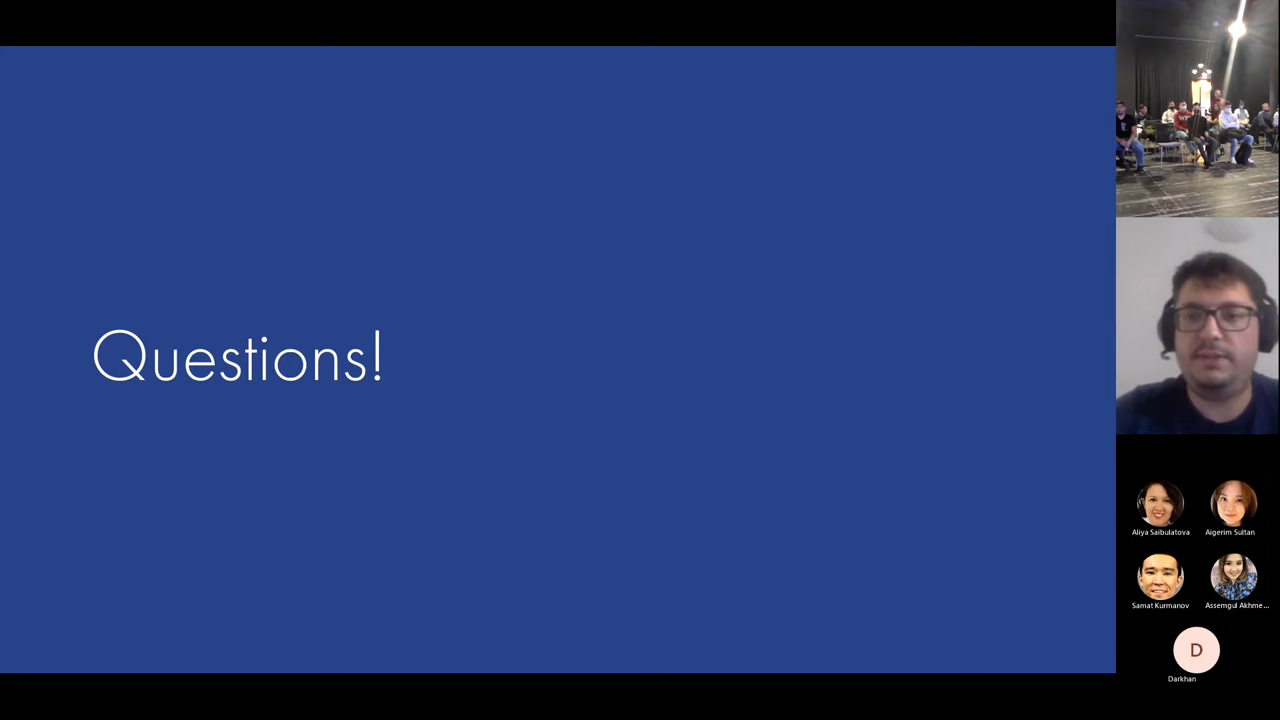 Questions!
Aliya Saibulatova
Aigerim Sultan
Samat Kurmanov
Assemgul Akhme...
D
Darkhan